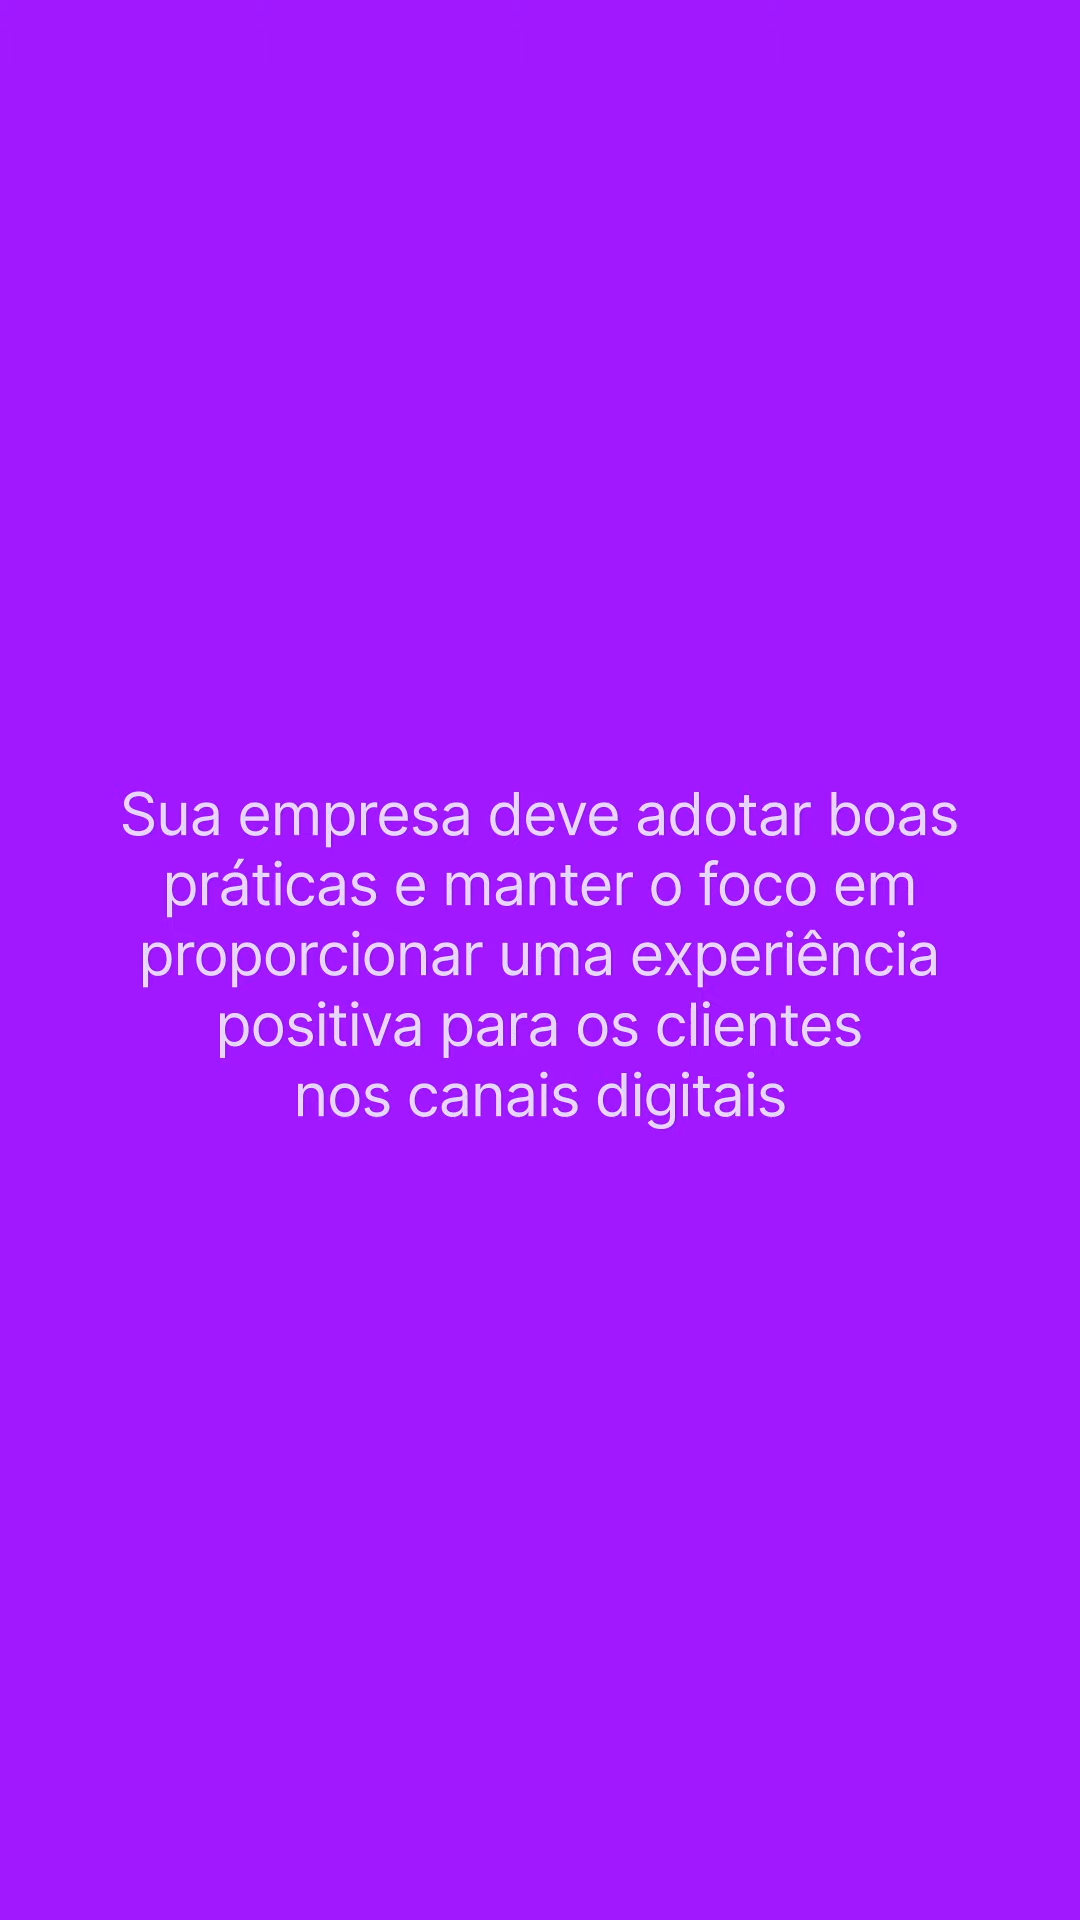 Sua empresa deve adotar boas
práticas e manter o foco em
proporcionar uma experiência
positiva para os clientes
nos canais digitais